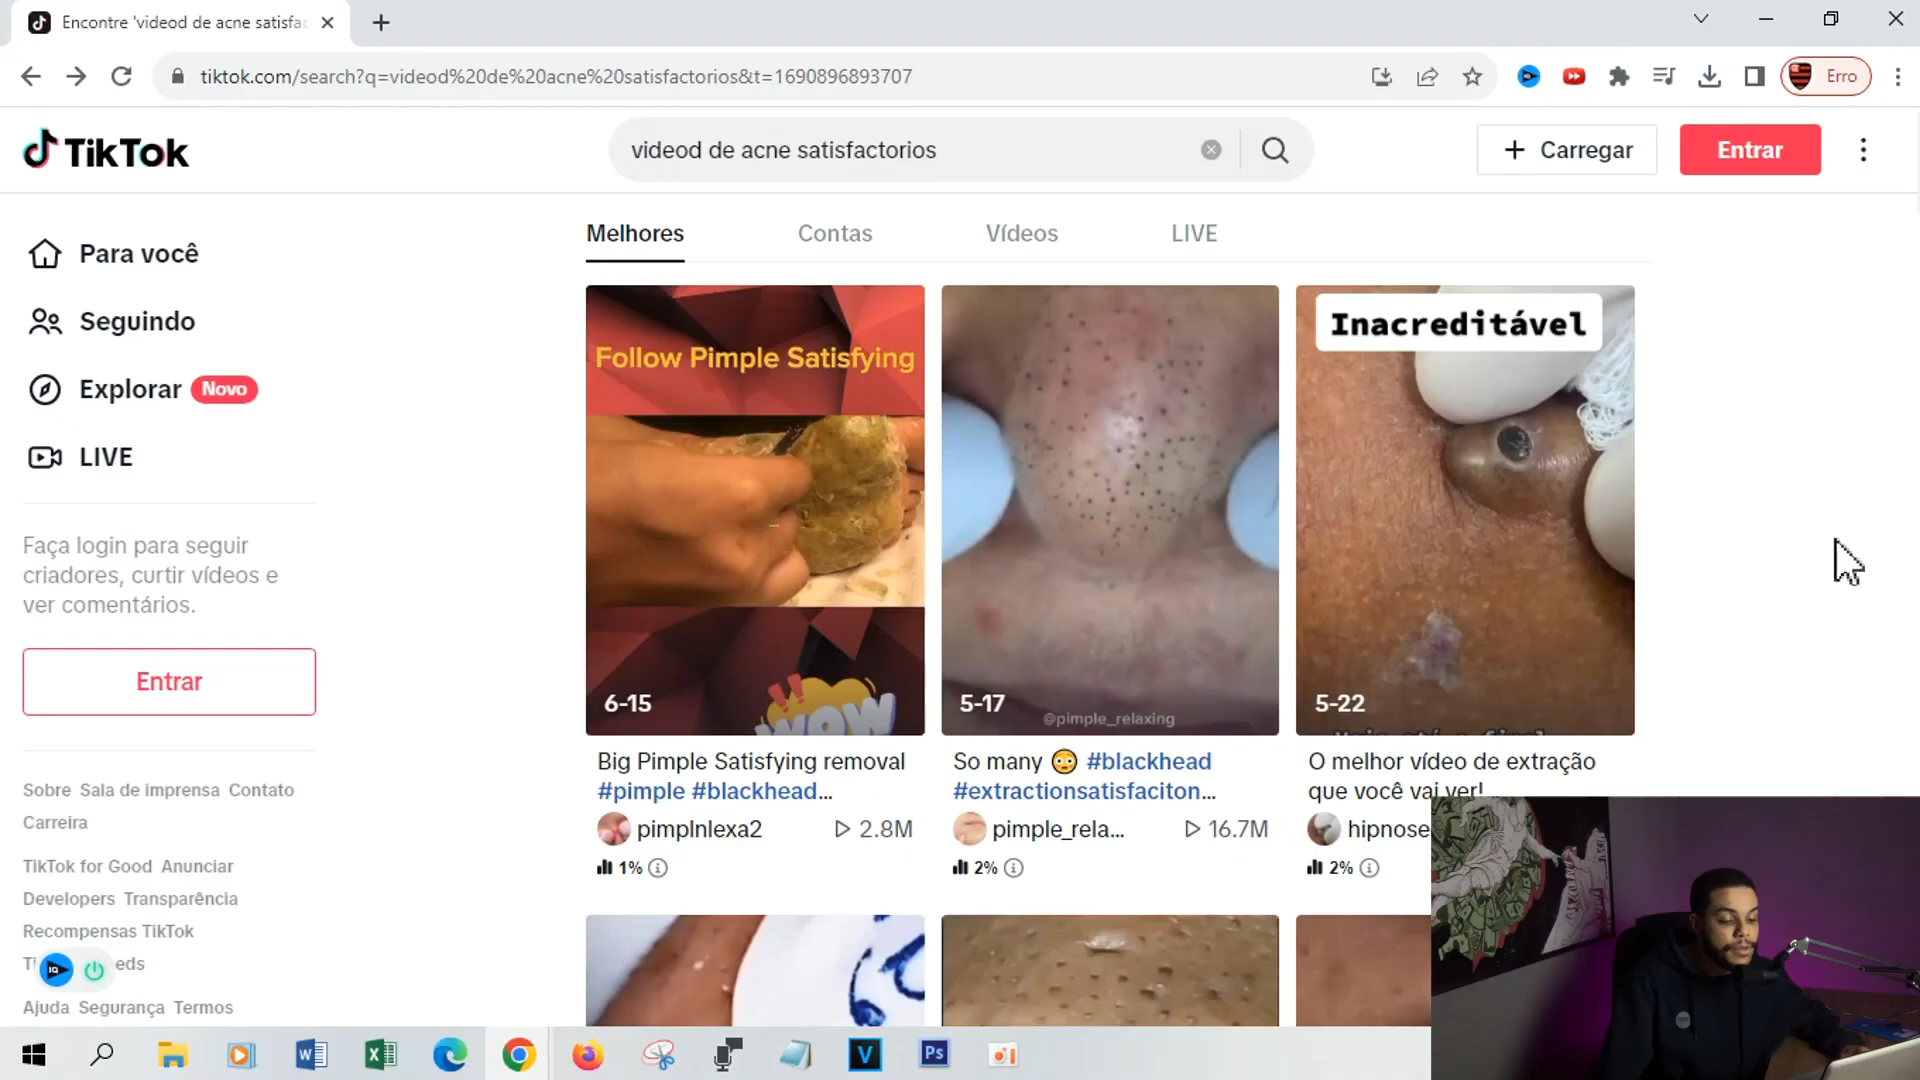 Encontre 'videod de acne satisfac
tiktok.com/search?q=videod%20de%20acne%20satisfactorios&t=1690896893707
Erro
TikTok
videod de acne satisfactorios
Carregar
Entrar
Para você
Seguindo
Explorar Novo
LIVE
Faça login para seguir
criadores, curtir vídeos e
ver comentários.
Entrar
Sobre Sala de imprensa Contato
Carreira
TikTok for Good Anunciar
Developers Transparência
Recompensas TikTok
eds
Ajuda Segurança Termos
Melhores Contas Vídeos LIVE
Follow Pimple Satisfying
WOW
6-15
Big Pimple Satisfying removal
#pimple #blackhead...
pimplnlexa2 2.8M
1%
5-17
@pimple_relaxing
So many 😳 #blackhead
#extractionsatisfaciton...
pimple_rela... 16.7M
2%
Inacreditável
5-22
O melhor vídeo de extração
que você vai ver!
hipnose
2%